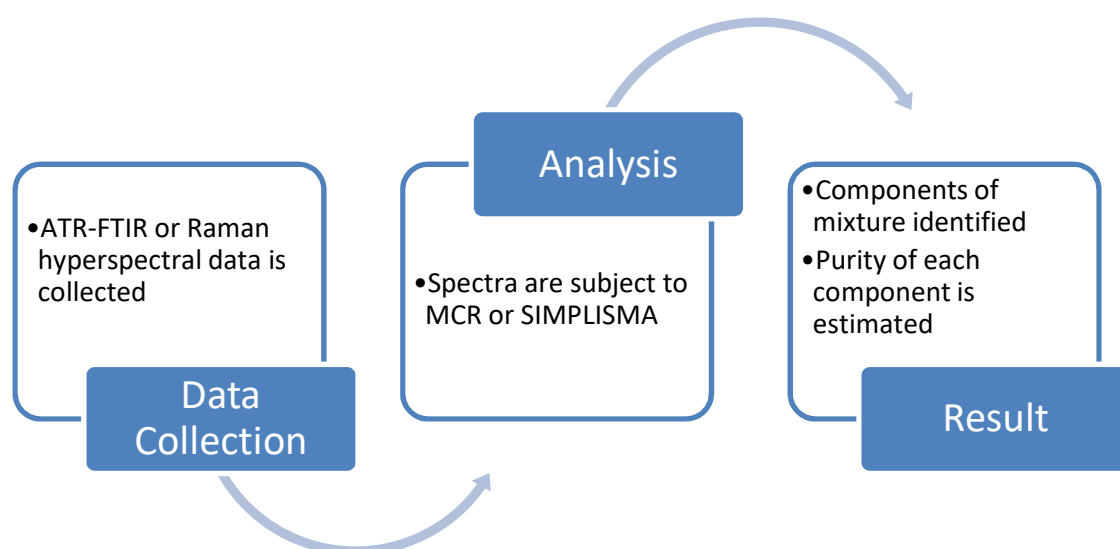 •ATR-FTIR or Raman
hyperspectral data is
collected
Data
Collection
Analysis
•Spectra are subject to
MCR or SIMPLISMA
•Components of
mixture identified
•Purity of each
component is
estimated
Result